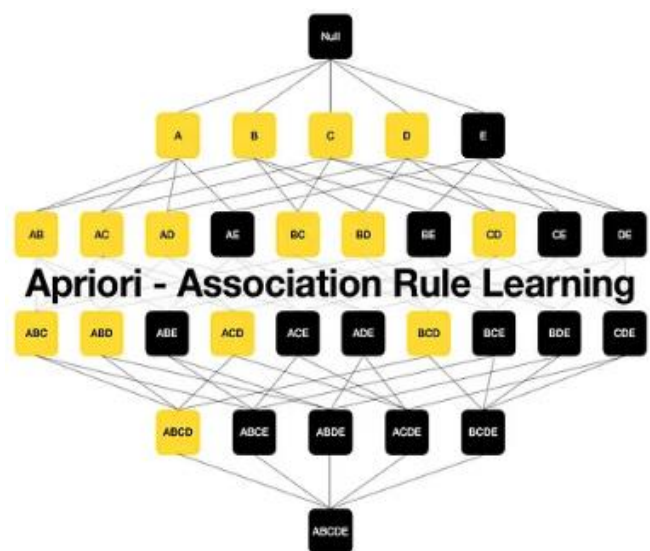 Null
A B C D E
AB AC AD AE BC BD BE CD CE DE
Apriori - Association Rule Learning
ABC ABD ABE ACD ACE ADE BCD BCE BDE CDE
ABCD ABCE ABDE ACDE BCDE
ABCDE